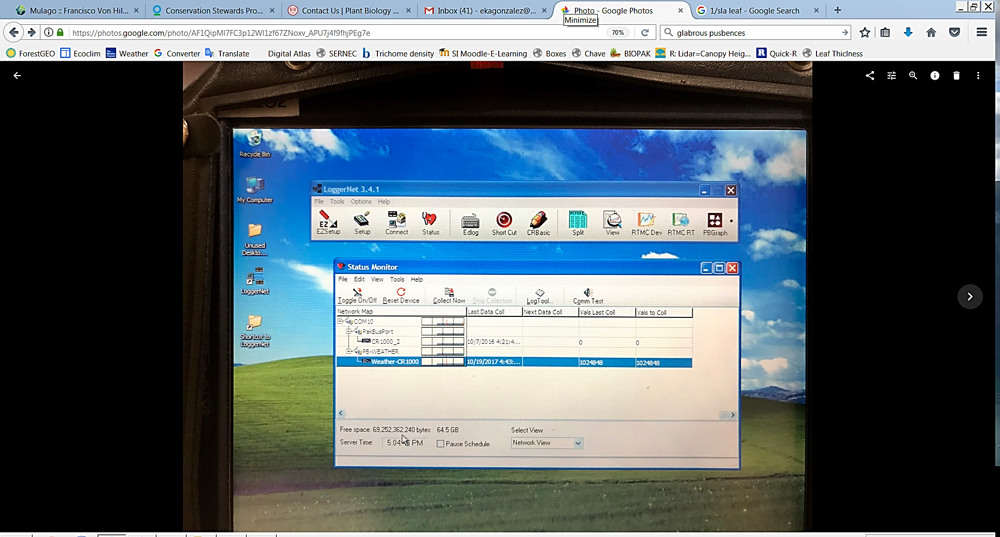 Mulago :: Francisco Von Hil...
Conservation Stewards Pro...
Contact Us | Plant Biology ...
Inbox (41) - ekagonzalez@...
Photo - Google Photos
1/sla leaf - Google Search
Minimize
https://photos.google.com/photo/AF1QipMl7FC3p12Wl1zf67ZNoxv_APU7j4f9fhjPEg7e
70%
glabrous pusbences
ForestGEO Ecoclim Weather Converter Translate Digital Atlas SERNEC Trichome density SI Moodle-E-Learning Boxes Chave BIOPAK R: Lidar=Canopy Heig... Quick-R Leaf Thiclness
Recycle Bin
My Computer
Unused
Deskto...
LoggerNet
Shortcut to
LoggerNet
LoggerNet 3.4.1
File Tools Options Help
EZSetup Setup Connect Status Edlog Short Cut CRBasic Split View RTMC Dev RTMC RT PBGraph
Status Monitor
File Edit View Tools Help
Toggle On/Off Reset Device Collect Now Stop Collection LogTool... Comm Test
Network Map Last Data Coll Next Data Coll Vals Last Coll Vals to Coll
COM10
PakBusPort
CR1000_2 10/7/2016 4:21:4... 0 0
PB-WEATHER
Weather-CR1000 10/19/2017 4:43:... 1024848 1024848
Free space: 69,252,362,240 bytes 64.5 GB Select View
Server Time: PM Pause Schedule Network View